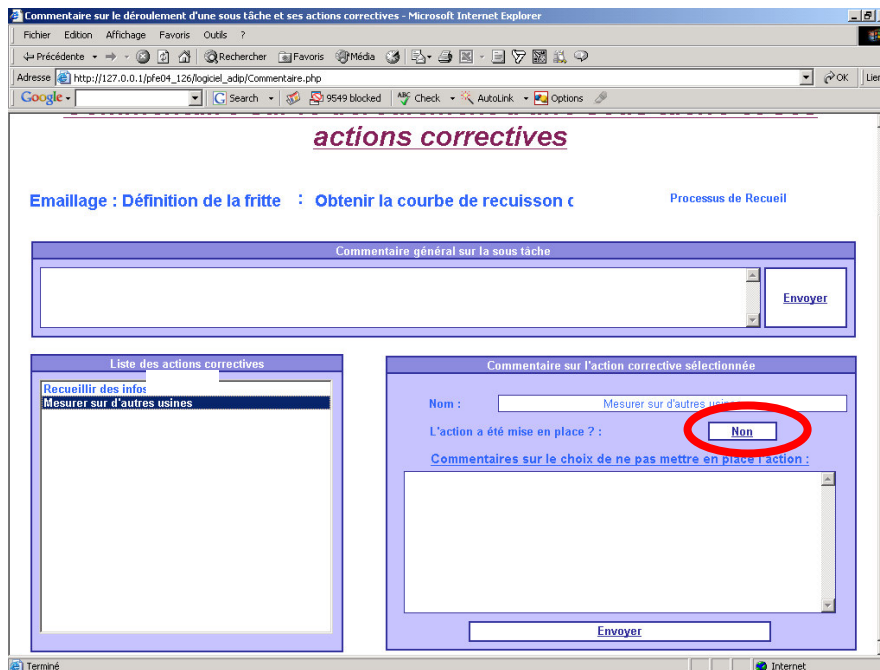 Commentaire sur le déroulement d'une sous tâche et ses actions correctives - Microsoft Internet Explorer
Fichier Edition Affichage Favoris Outils ?
Précédente Rechercher Favoris Média
Adresse http://127.0.0.1/pfe04_126/logiciel_adip/Commentaire.php OK Lier
Google Search 9549 blocked Check AutoLink Options
actions correctives
Emaillage : Définition de la fritte : Obtenir la courbe de recuisson c
Processus de Recueil
Commentaire général sur la sous tâche
Envoyer
Liste des actions correctives
Recueillir des infos
Mesurer sur d'autres usines
Commentaire sur l'action corrective sélectionnée
Nom : Mesurer sur d'autres usines
L'action a été mise en place ? : Non
Commentaires sur le choix de ne pas mettre en place l'action :
Envoyer
Terminé Internet